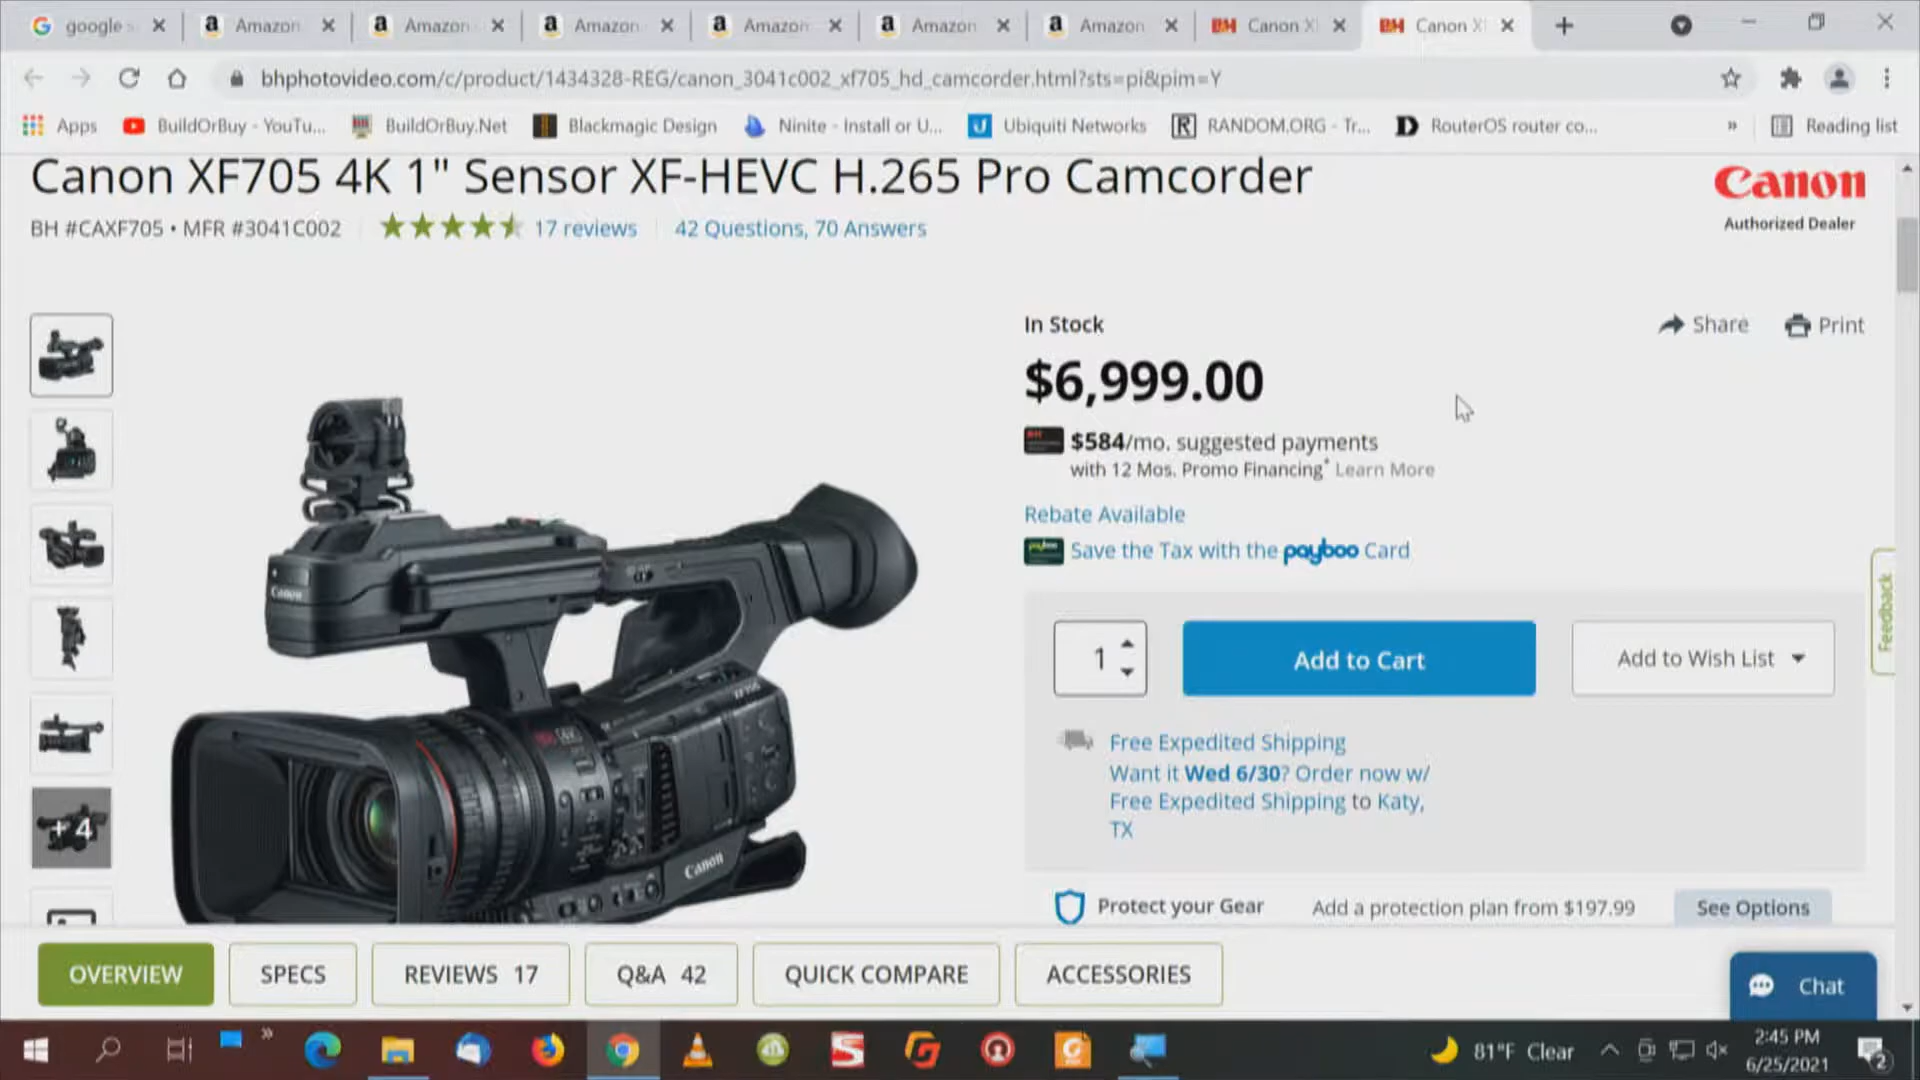 google s
Amazon
Amazon
Amazon
Amazon
Amazon
Amazon
BH Canon X
BH Canon X
bhphotovideo.com/c/product/1434328-REG/canon_3041c002_xf705_hd_camcorder.html?sts=pi&pim=Y
Apps
BuildOrBuy - YouTu...
BuildOrBuy.Net
Blackmagic Design
Ninite - Install or U...
Ubiquiti Networks
RANDOM.ORG - Tr...
RouterOS router co...
»
Reading list
Canon XF705 4K 1" Sensor XF-HEVC H.265 Pro Camcorder
Canon
Authorized Dealer
BH #CAXF705 • MFR #3041C002
17 reviews
42 Questions, 70 Answers
In Stock
Share
Print
$6,999.00
$584/mo. suggested payments
with 12 Mos. Promo Financing* Learn More
Rebate Available
Save the Tax with the payboo Card
1
Add to Cart
Add to Wish List
Feedback
Free Expedited Shipping
Want it Wed 6/30? Order now w/
Free Expedited Shipping to Katy,
TX
+ 4
Canon
Canon
Protect your Gear
Add a protection plan from $197.99
See Options
OVERVIEW
SPECS
REVIEWS 17
Q&A 42
QUICK COMPARE
ACCESSORIES
Chat
81°F Clear
2:45 PM
6/25/2021
2